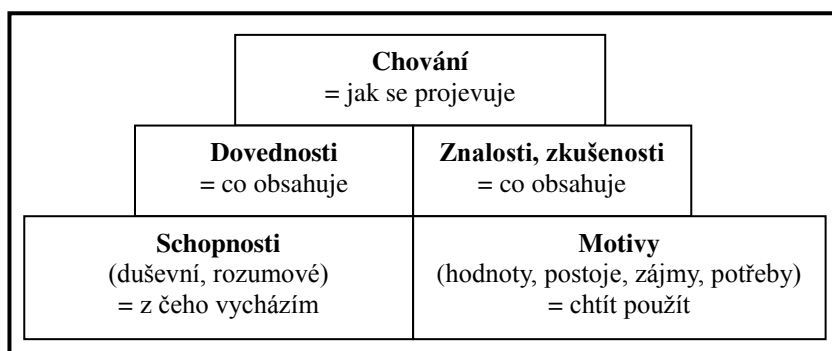 Chování
= jak se projevuje
Dovednosti
= co obsahuje
Znalosti, zkušenosti
= co obsahuje
Schopnosti
(duševní, rozumové)
= z čeho vycházím
Motivy
(hodnoty, postoje, zájmy, potřeby)
= chtít použít